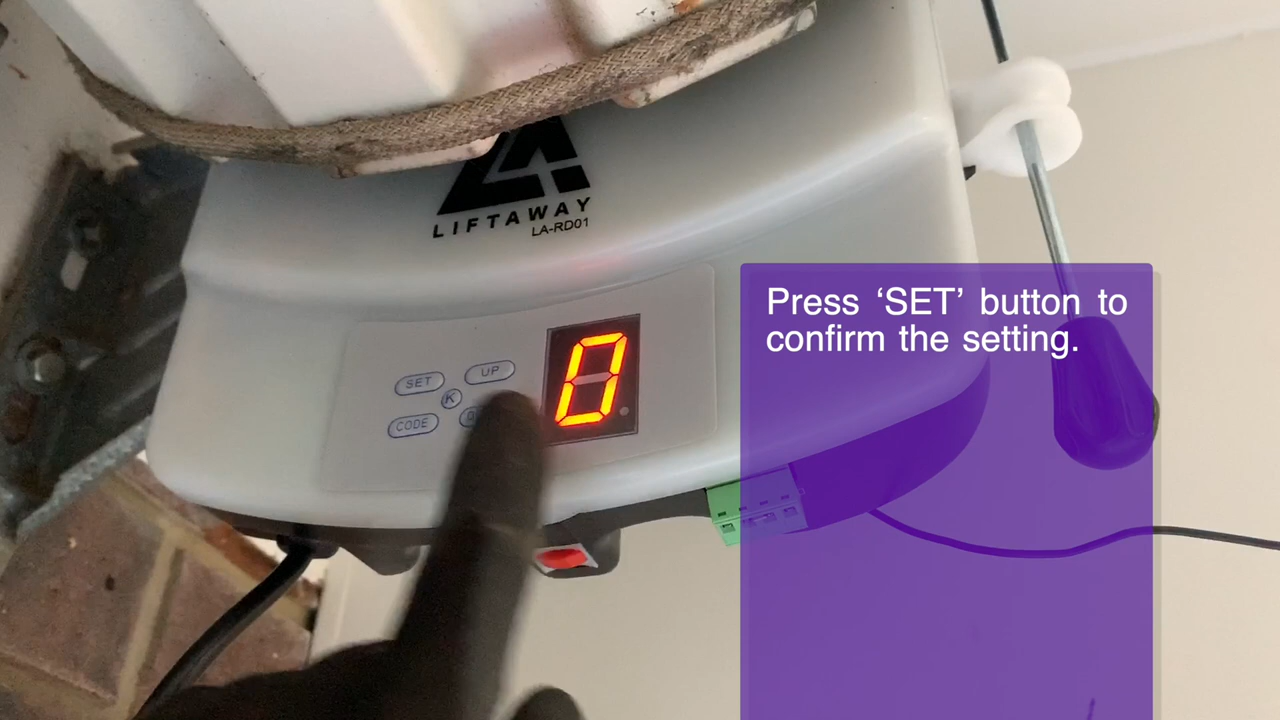 LIFTAWAY
LA-RD01
Press ‘SET’ button to
confirm the setting.
SET
UP
K
CODE
0